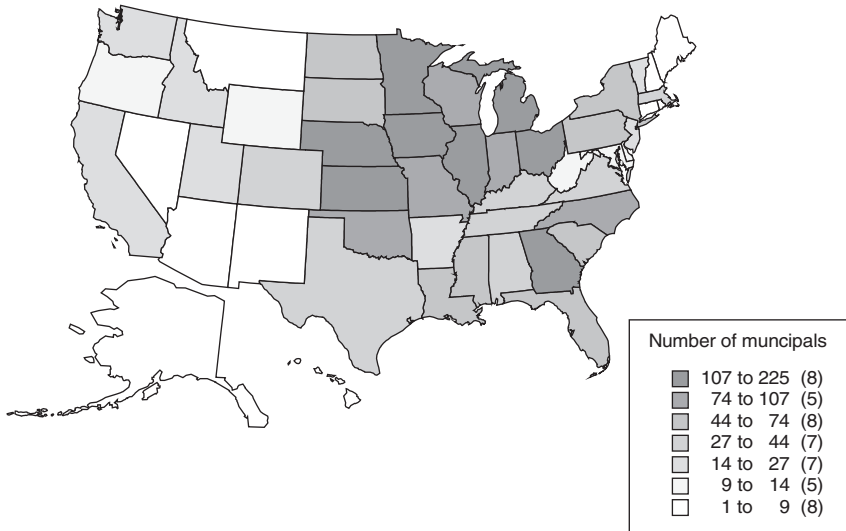 Number of muncipals
107 to 225 (8)
74 to 107 (5)
44 to 74 (8)
27 to 44 (7)
14 to 27 (7)
9 to 14 (5)
1 to 9 (8)